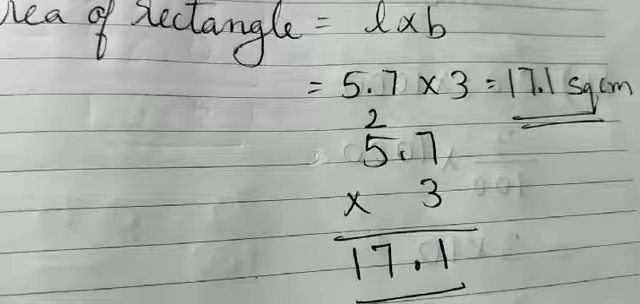 rea of rectangle = l x b
= 5.7 x 3 = 17.1 sq cm
2
5.7
x 3
17.1